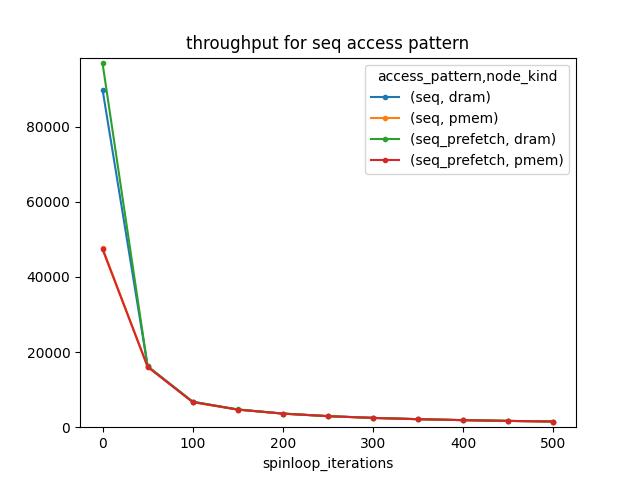 throughput for seq access pattern
access_pattern,node_kind
(seq, dram)
(seq, pmem)
(seq_prefetch, dram)
(seq_prefetch, pmem)
80000
60000
40000
20000
0
0 100 200 300 400 500
spinloop_iterations